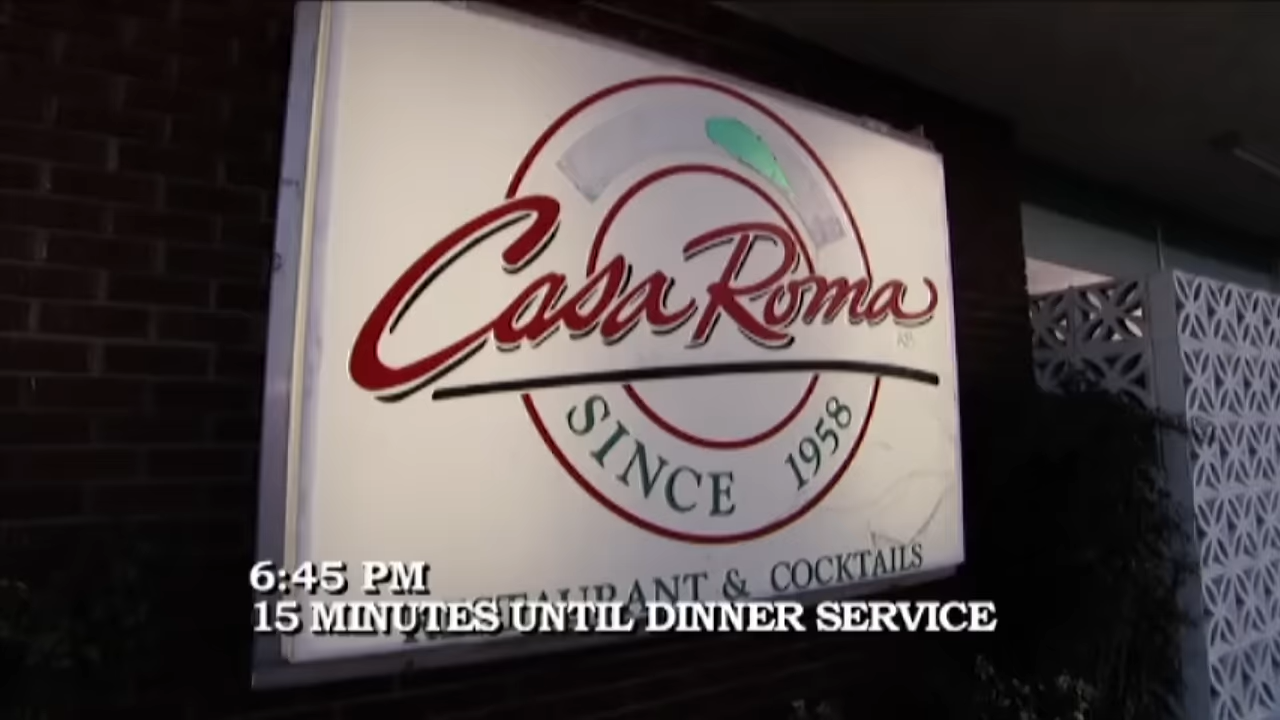 Casa Roma
SINCE 1958
RESTAURANT & COCKTAILS
6:45 PM
15 MINUTES UNTIL DINNER SERVICE